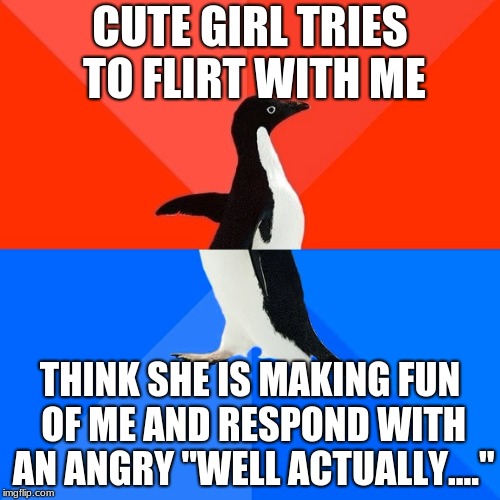 CUTE GIRL TRIES
TO FLIRT WITH ME
THINK SHE IS MAKING FUN
OF ME AND RESPOND WITH
AN ANGRY "WELL ACTUALLY...."
imgflip.com